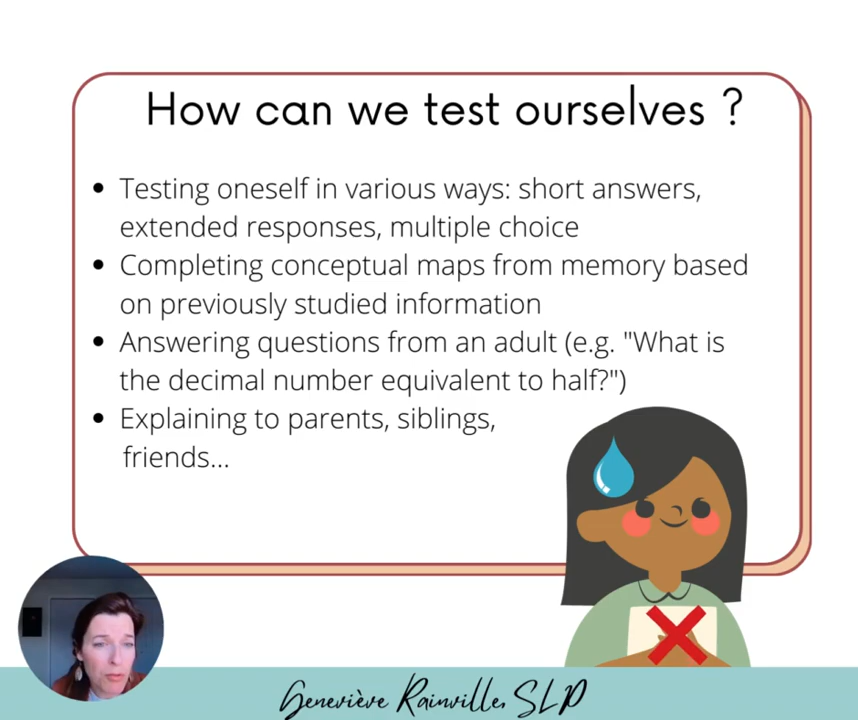 How can we test ourselves ?
• Testing oneself in various ways: short answers,
extended responses, multiple choice
• Completing conceptual maps from memory based
on previously studied information
• Answering questions from an adult (e.g. "What is
the decimal number equivalent to half?")
• Explaining to parents, siblings,
friends...
Geneviève Rainville, SLP